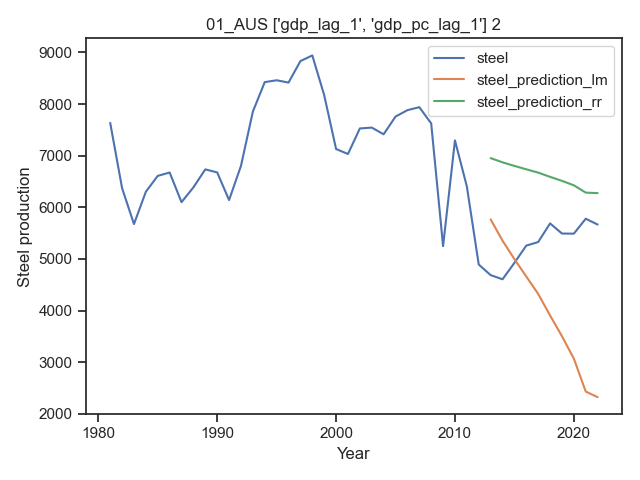 01_AUS ['gdp_lag_1', 'gdp_pc_lag_1'] 2
steel
steel_prediction_lm
steel_prediction_rr
9000
8000
7000
6000
5000
4000
3000
2000
Steel production
1980
1990
2000
2010
2020
Year